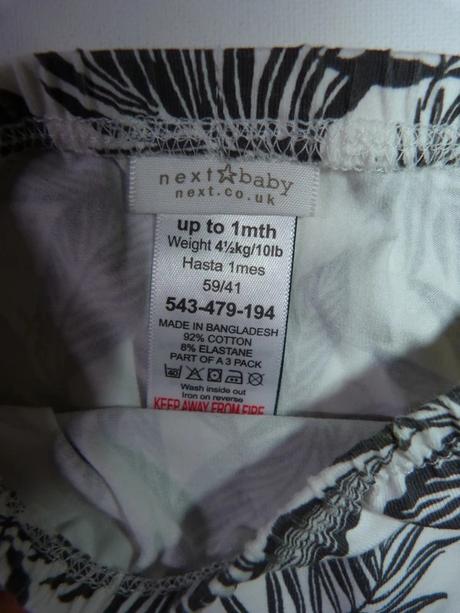 next☆baby
next.co.uk
up to 1mth
Weight 4½kg/10lb
Hasta 1mes
59/41
543-479-194
MADE IN BANGLADESH
92% COTTON
8% ELASTANE
PART OF A 3 PACK
40
Wash inside out
Iron on reverse
KEEP AWAY FROM FIRE